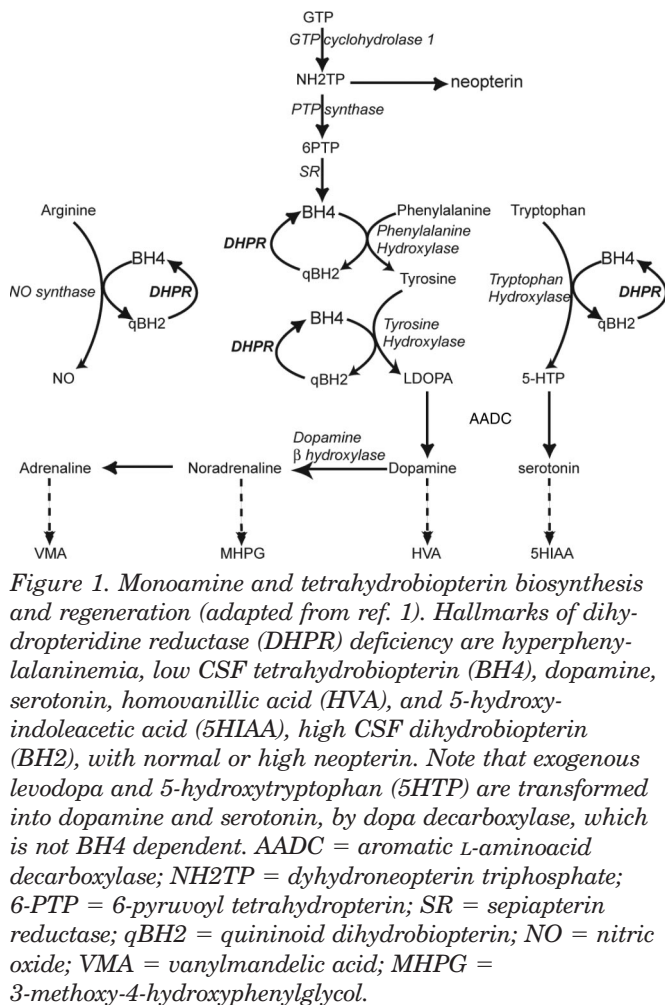 GTP
GTP cyclohydrolase 1
NH2TP
neopterin
PTP synthase
6PTP
SR
Arginine
BH4
Phenylalanine
Tryptophan
NO synthase
BH4
DHPR
qBH2
DHPR
Phenylalanine
Hydroxylase
qBH2
Tyrosine
Tryptophan
Hydroxylase
BH4
DHPR
qBH2
BH4
DHPR
Tyrosine
Hydroxylase
qBH2
NO
LDOPA
5-HTP
AADC
Dopamine
β hydroxylase
Adrenaline
Noradrenaline
Dopamine
serotonin
VMA
MHPG
HVA
5HIAA
Figure 1. Monoamine and tetrahydrobiopterin biosynthesis
and regeneration (adapted from ref. 1). Hallmarks of dihy-
dropteridine reductase (DHPR) deficiency are hyperpheny-
lalaninemia, low CSF tetrahydrobiopterin (BH4), dopamine,
serotonin, homovanillic acid (HVA), and 5-hydroxy-
indoleacetic acid (5HIAA), high CSF dihydrobiopterin
(BH2), with normal or high neopterin. Note that exogenous
levodopa and 5-hydroxytryptophan (5HTP) are transformed
into dopamine and serotonin, by dopa decarboxylase, which
is not BH4 dependent. AADC = aromatic L-aminoacid
decarboxylase; NH2TP = dyhydroneopterin triphosphate;
6-PTP = 6-pyruvoyl tetrahydropterin; SR = sepiapterin
reductase; qBH2 = quininoid dihydrobiopterin; NO = nitric
oxide; VMA = vanylmandelic acid; MHPG =
3-methoxy-4-hydroxyphenylglycol.